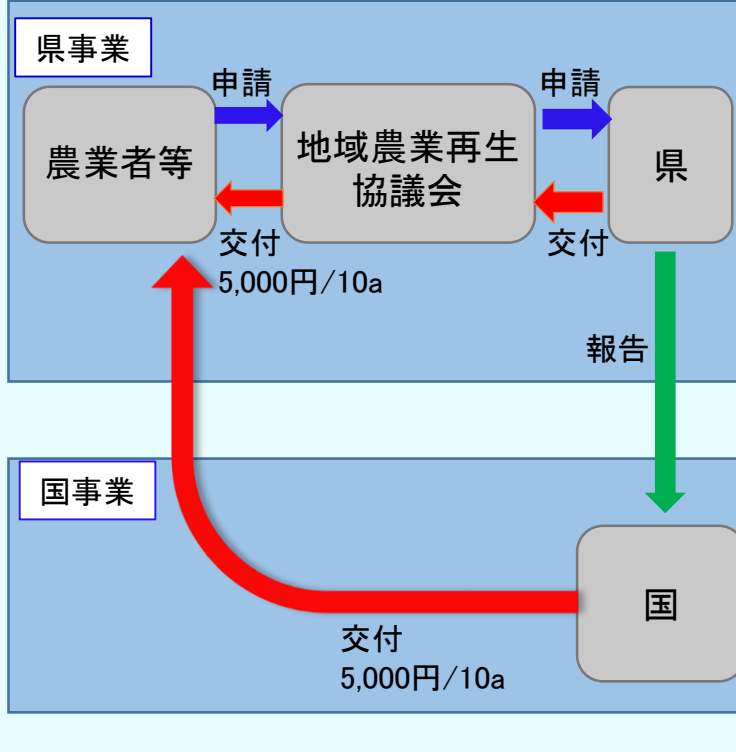 県事業
申請
申請
農業者等
地域農業再生
協議会
県
交付
5,000円/10a
交付
報告
国事業
国
交付
5,000円/10a